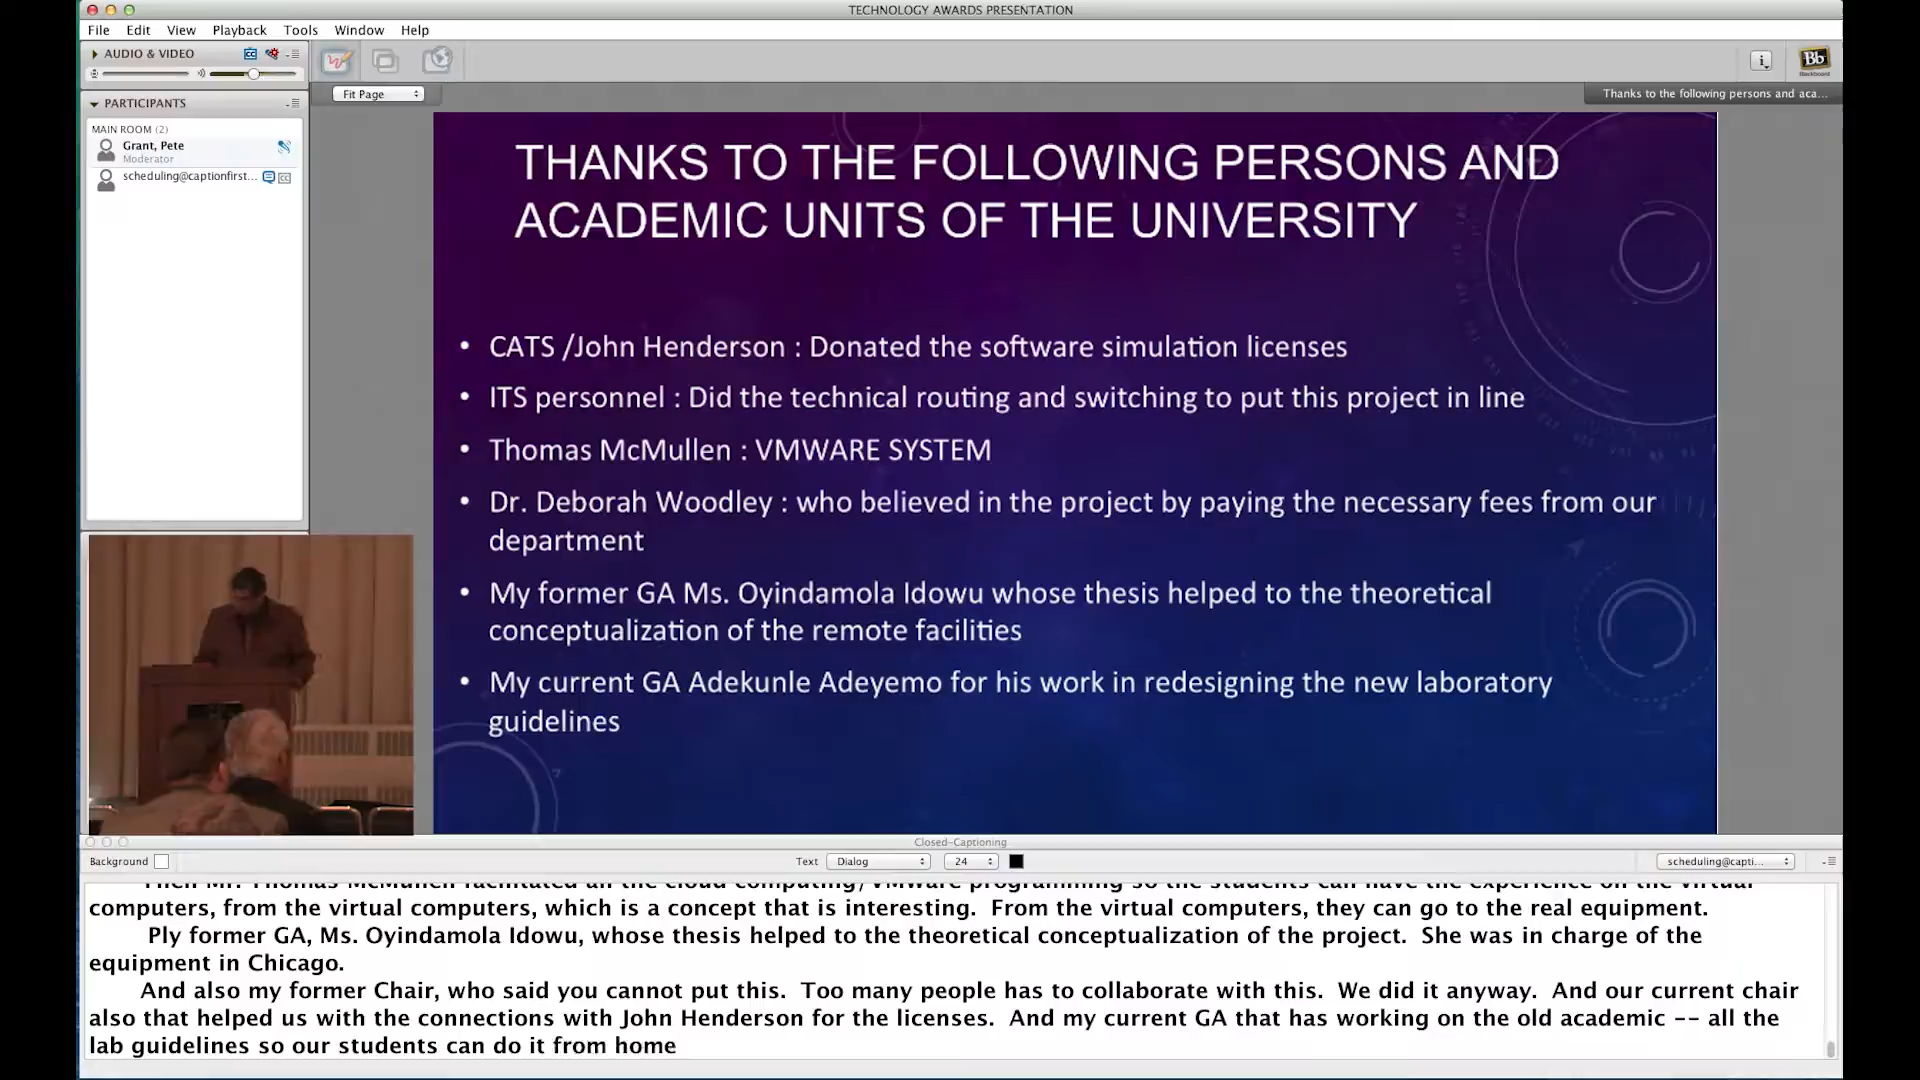 TECHNOLOGY AWARDS PRESENTATION
File Edit View Playback Tools Window Help
AUDIO & VIDEO
Fit Page
Thanks to the following persons and aca...
Bb
Blackboard
PARTICIPANTS
MAIN ROOM (2)
Grant, Pete
Moderator
scheduling@captionfirst...
THANKS TO THE FOLLOWING PERSONS AND
ACADEMIC UNITS OF THE UNIVERSITY
• CATS /John Henderson : Donated the software simulation licenses
• ITS personnel : Did the technical routing and switching to put this project in line
• Thomas McMullen : VMWARE SYSTEM
• Dr. Deborah Woodley : who believed in the project by paying the necessary fees from our
department
• My former GA Ms. Oyindamola Idowu whose thesis helped to the theoretical
conceptualization of the remote facilities
• My current GA Adekunle Adeyemo for his work in redesigning the new laboratory
guidelines
Closed-Captioning
Background Text Dialog 24 scheduling@capti...
Then Mr. Thomas McMullen facilitated all the cloud computing/VMware programming so the students can have the experience on the virtual
computers, from the virtual computers, which is a concept that is interesting. From the virtual computers, they can go to the real equipment.
Ply former GA, Ms. Oyindamola Idowu, whose thesis helped to the theoretical conceptualization of the project. She was in charge of the
equipment in Chicago.
And also my former Chair, who said you cannot put this. Too many people has to collaborate with this. We did it anyway. And our current chair
also that helped us with the connections with John Henderson for the licenses. And my current GA that has working on the old academic -- all the
lab guidelines so our students can do it from home